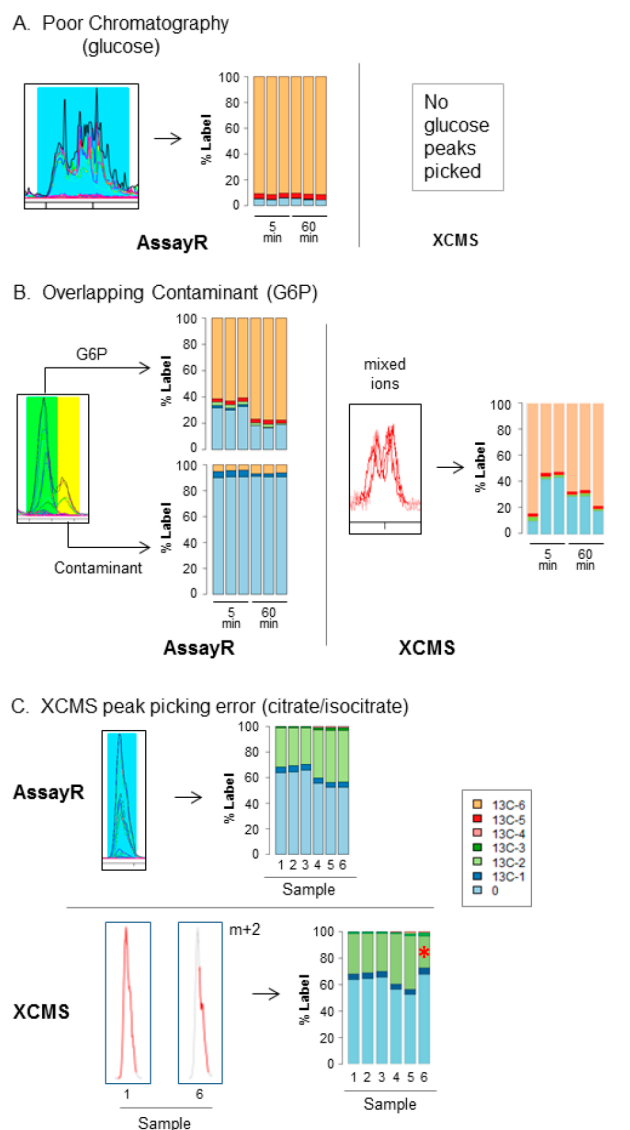 A. Poor Chromatography
(glucose)
100
80
60
40
20
0
% Label
5
min
60
min
AssayR
No
glucose
peaks
picked
XCMS
B. Overlapping Contaminant (G6P)
G6P
Contaminant
100
80
60
40
20
0
% Label
100
80
60
40
20
0
% Label
5
min
60
min
AssayR
mixed
ions
100
80
60
40
20
0
% Label
5
min
60
min
XCMS
C. XCMS peak picking error (citrate/isocitrate)
AssayR
100
80
60
40
20
0
% Label
1 2 3 4 5 6
Sample
13C-6
13C-5
13C-4
13C-3
13C-2
13C-1
0
XCMS
m+2
1 6
Sample
100
80
60
40
20
0
% Label
*
1 2 3 4 5 6
Sample